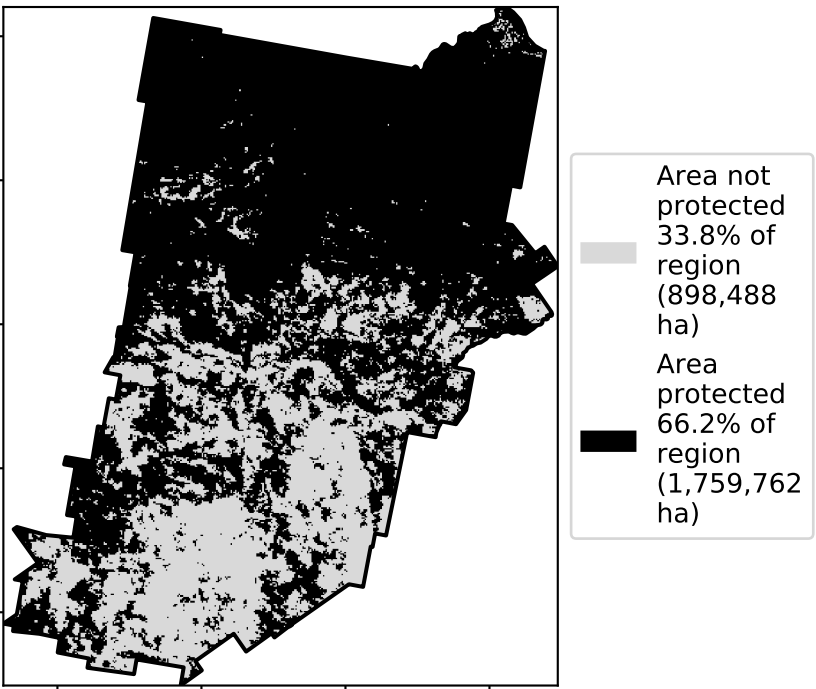 Area not
protected
33.8% of
region
(898,488
ha)
Area
protected
66.2% of
region
(1,759,762
ha)